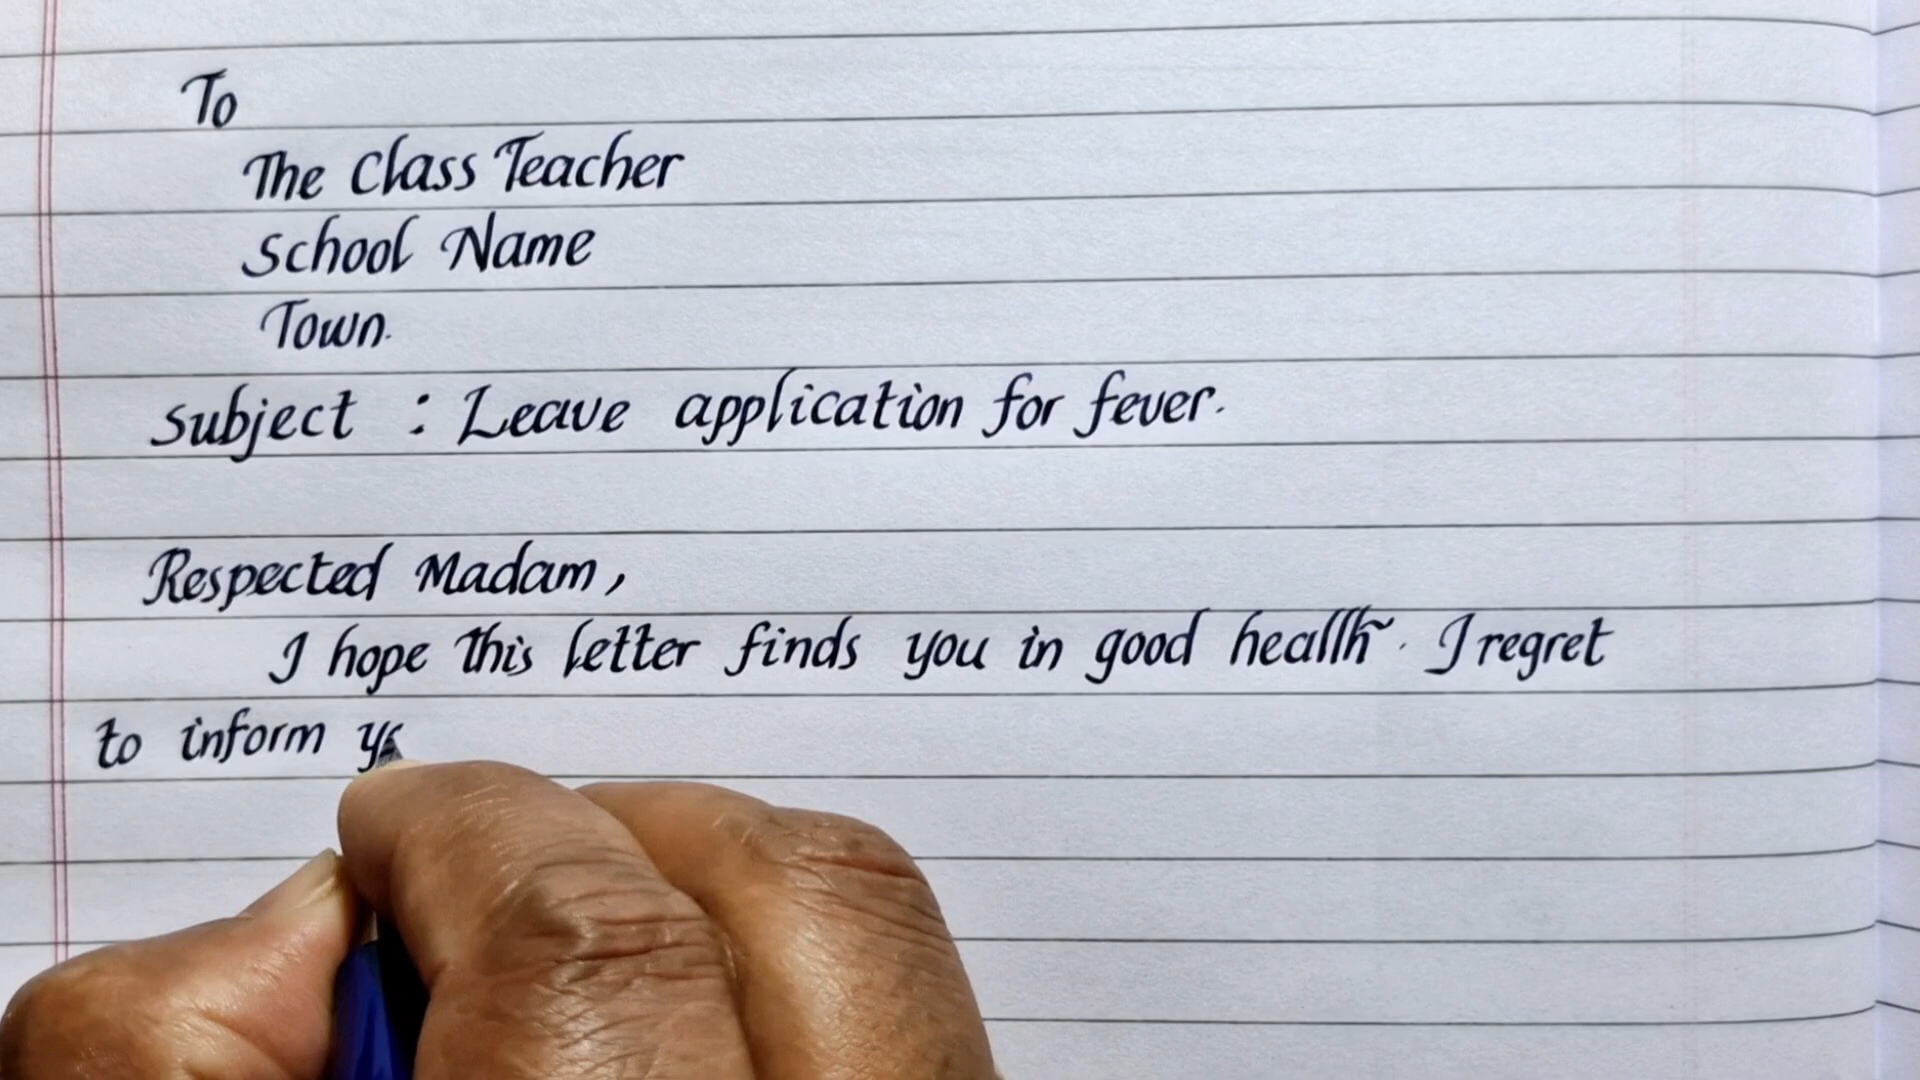 To
The Class Teacher
School Name
Town.
Subject : Leave application for fever.
Respected Madam,
I hope this letter finds you in good health. I regret
to inform